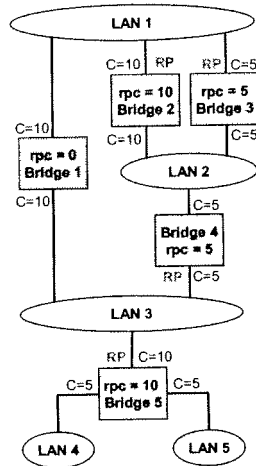 LAN 1
C=10 RP RP C=5
rpc = 10
Bridge 2
rpc = 5
Bridge 3
C=10
rpc = 0
Bridge 1
C=10
C=10 C=5
LAN 2
C=5
Bridge 4
rpc = 5
RP C=5
LAN 3
RP C=10
C=5 rpc = 10 C=5
Bridge 5
LAN 4 LAN 5